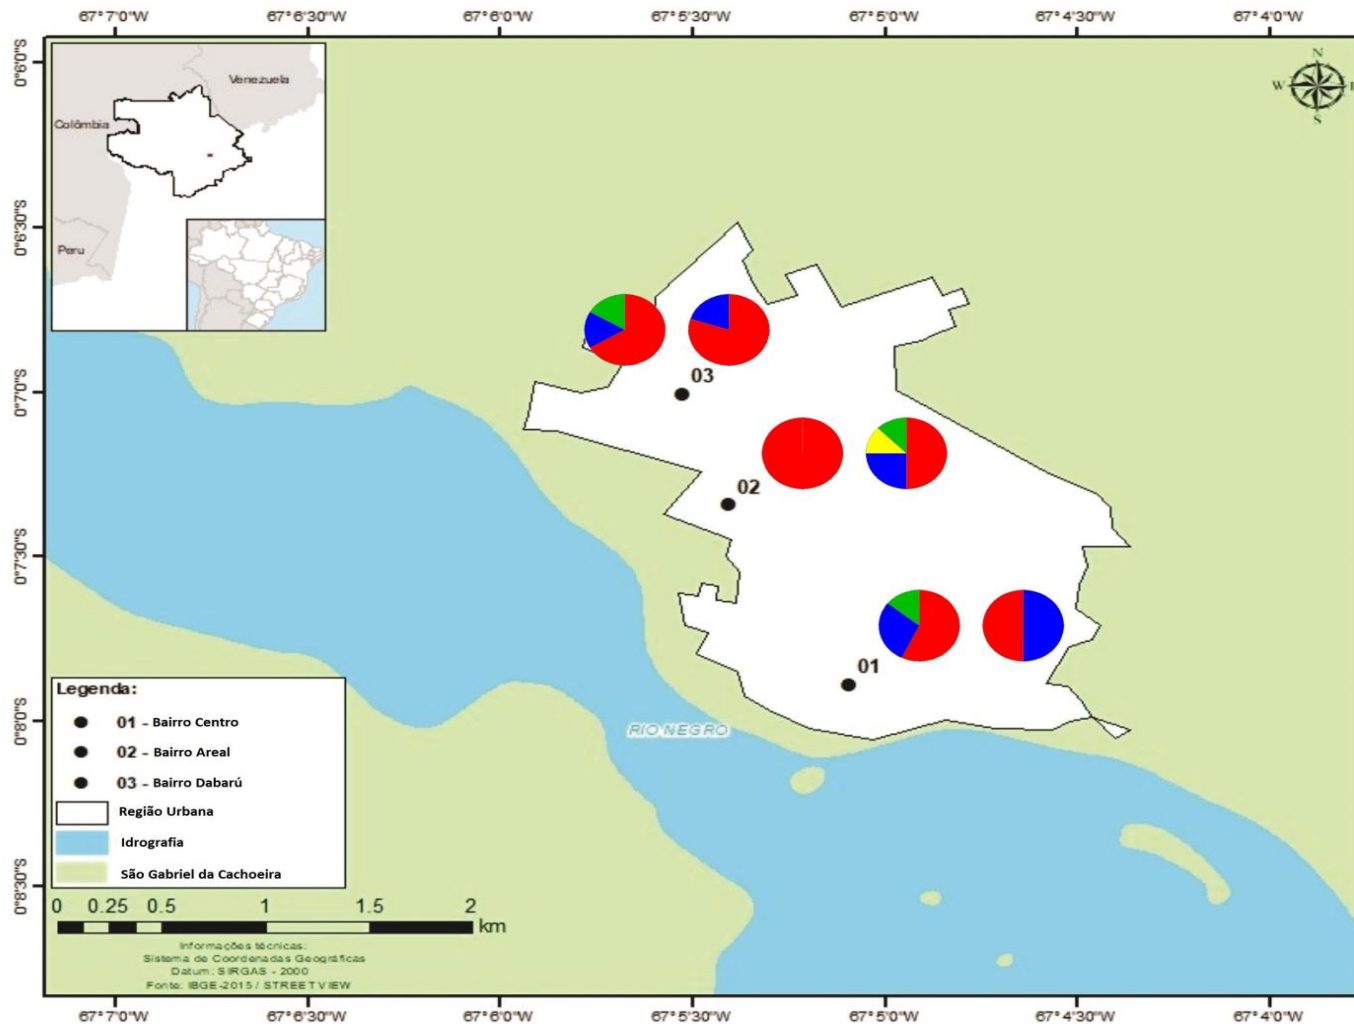 67°7'0"W 67°6'30"W 67°6'0"W 67°5'30"W 67°5'0"W 67°4'30"W 67°4'0"W
0°6'0"S
0°6'30"S
0°7'0"S
0°7'30"S
0°8'0"S
0°8'30"S
Venezuela
Colômbia
Peru
N
W
E
S
03
02
01
RIO NEGRO
Legenda:
01 - Bairro Centro
02 - Bairro Areal
03 - Bairro Dabarú
Região Urbana
Idrografia
São Gabriel da Cachoeira
0 0.25 0.5 1 1.5 2
km
Informações técnicas:
Sistema de Coordenadas Geográficas
Datum: SIRGAS - 2000
Fonte: IBGE-2015 / STREETVIEW
67°7'0"W 67°6'30"W 67°6'0"W 67°5'30"W 67°5'0"W 67°4'30"W 67°4'0"W